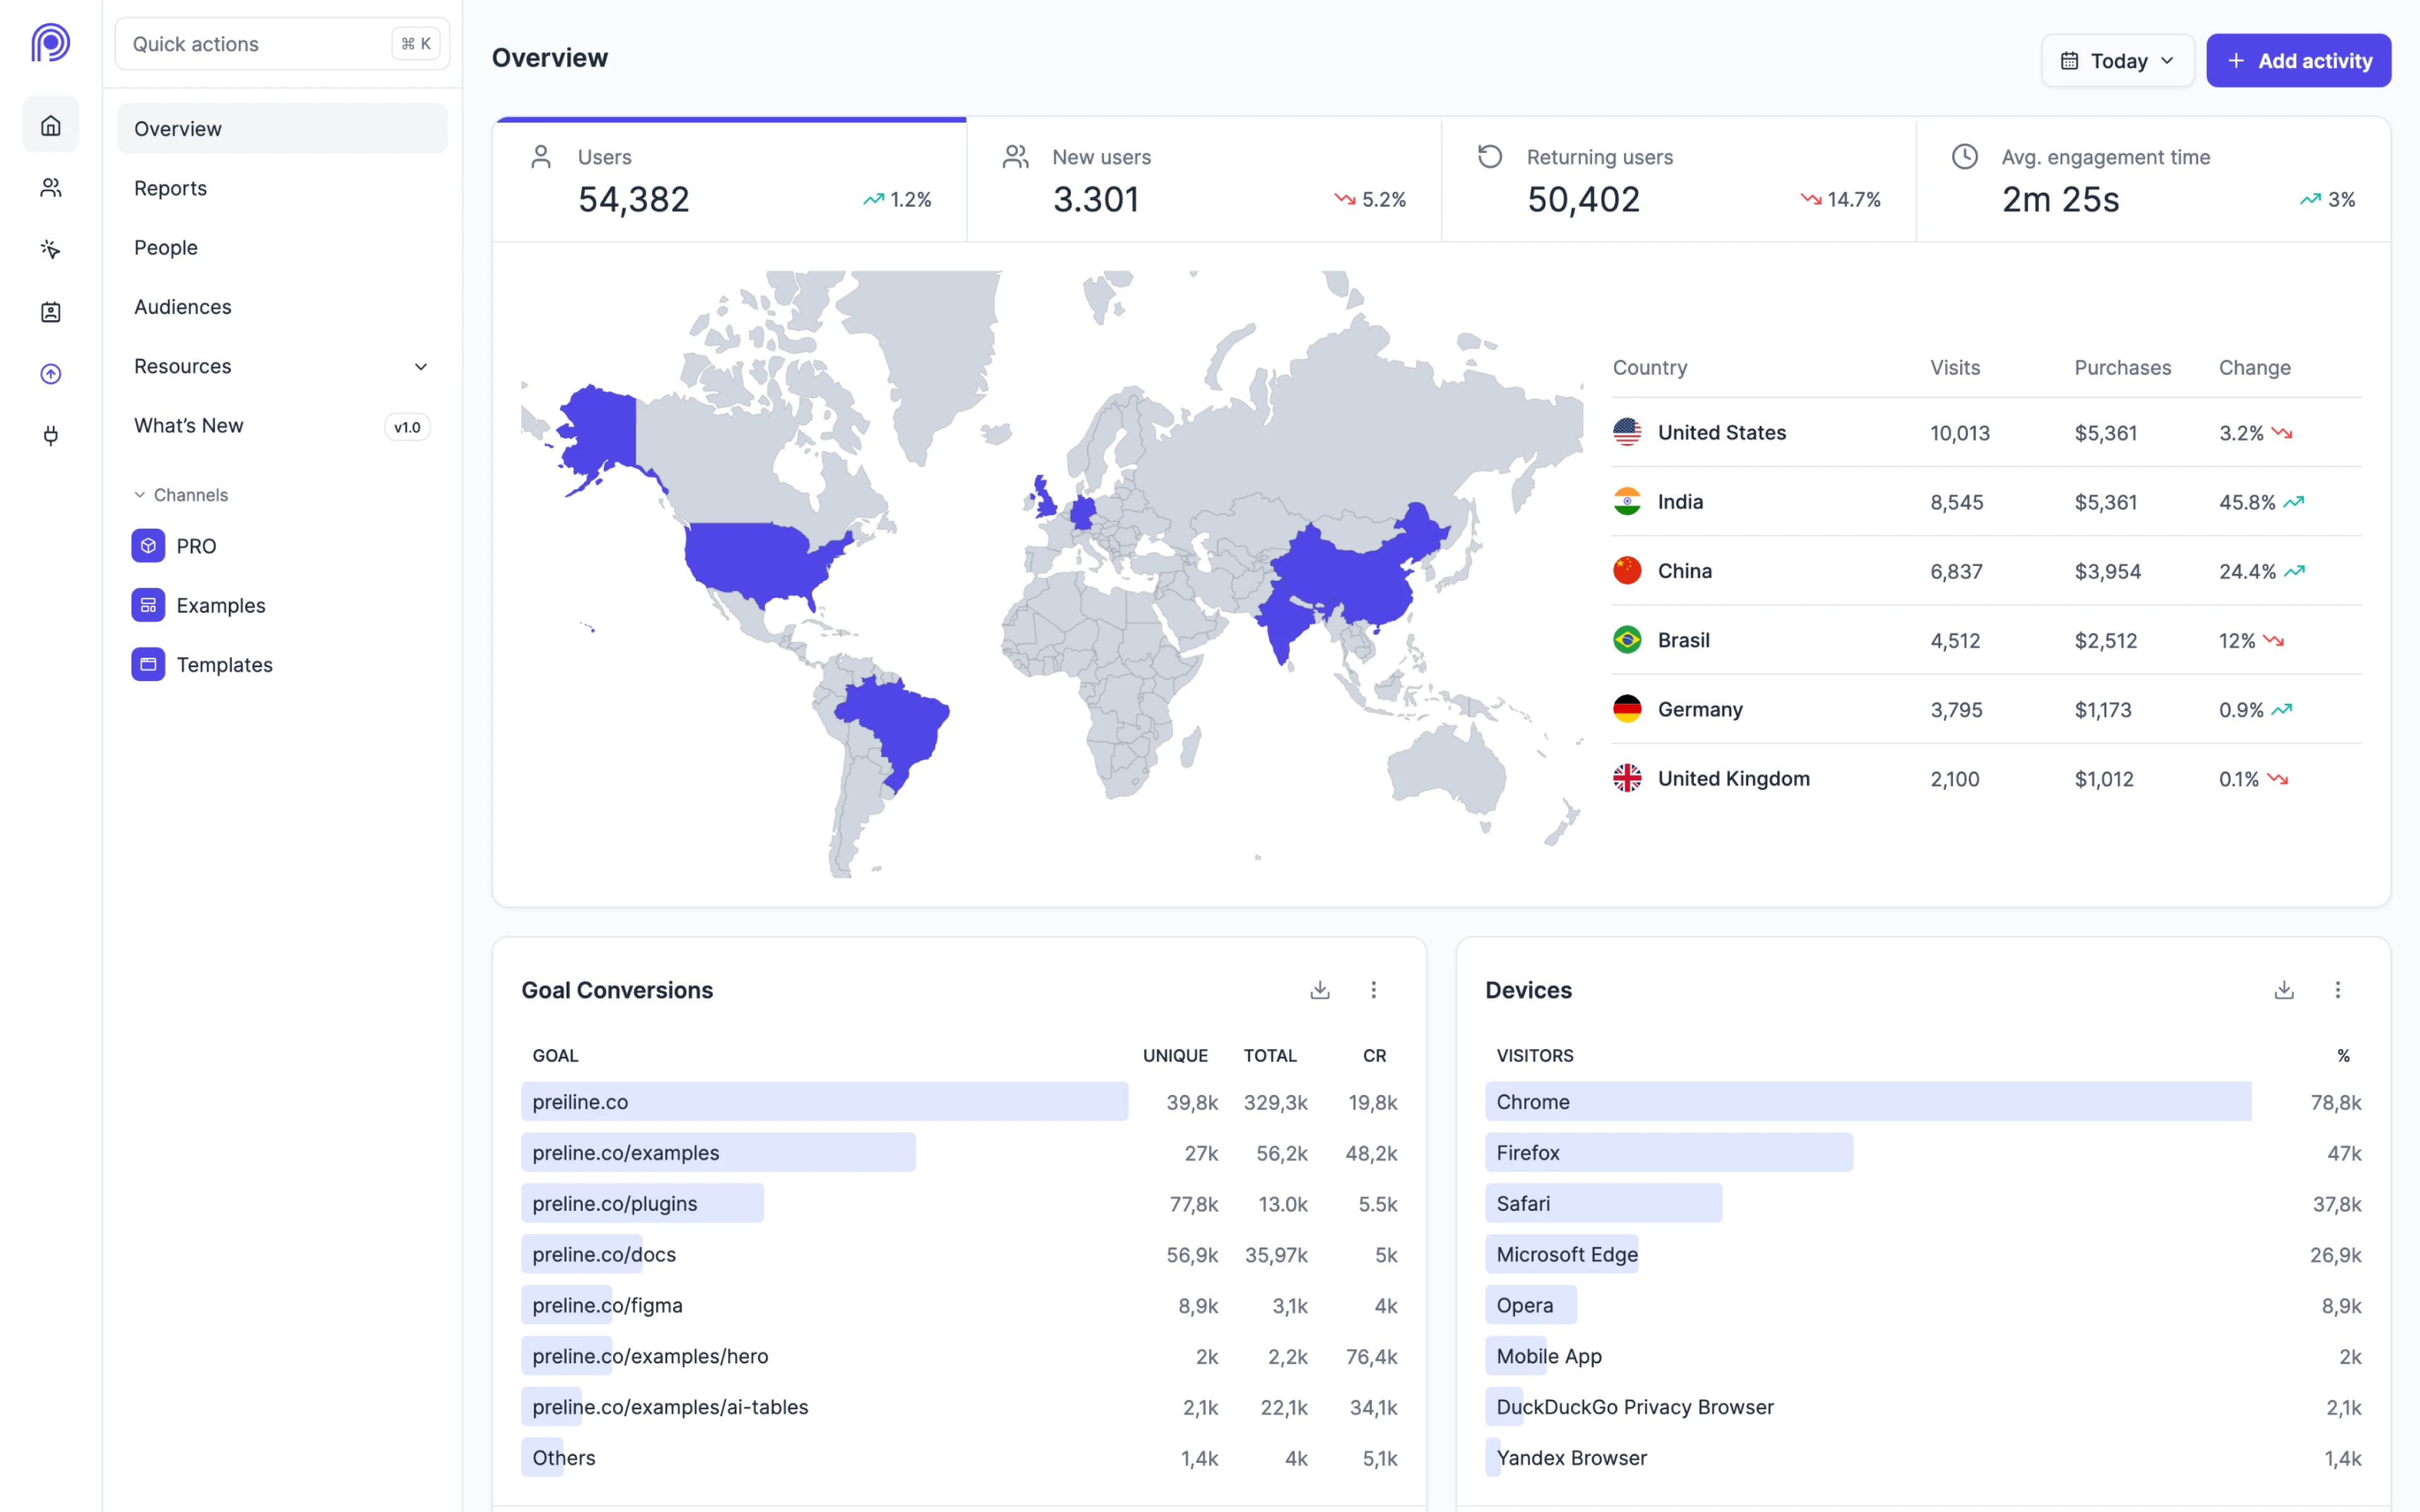 Quick actions ⌘ K
Overview
Reports
People
Audiences
Resources
What’s New v1.0
Channels
PRO
Examples
Templates
Overview
Today
Add activity
Users
54,382 1.2%
New users
3.301 5.2%
Returning users
50,402 14.7%
Avg. engagement time
2m 25s 3%
Country Visits Purchases Change
United States 10,013 $5,361 3.2%
India 8,545 $5,361 45.8%
China 6,837 $3,954 24.4%
Brasil 4,512 $2,512 12%
Germany 3,795 $1,173 0.9%
United Kingdom 2,100 $1,012 0.1%
Goal Conversions
GOAL UNIQUE TOTAL CR
preiline.co 39,8k 329,3k 19,8k
preline.co/examples 27k 56,2k 48,2k
preline.co/plugins 77,8k 13.0k 5.5k
preline.co/docs 56,9k 35,97k 5k
preline.co/figma 8,9k 3,1k 4k
preline.co/examples/hero 2k 2,2k 76,4k
preline.co/examples/ai-tables 2,1k 22,1k 34,1k
Others 1,4k 4k 5,1k
Devices
VISITORS %
Chrome 78,8k
Firefox 47k
Safari 37,8k
Microsoft Edge 26,9k
Opera 8,9k
Mobile App 2k
DuckDuckGo Privacy Browser 2,1k
Yandex Browser 1,4k